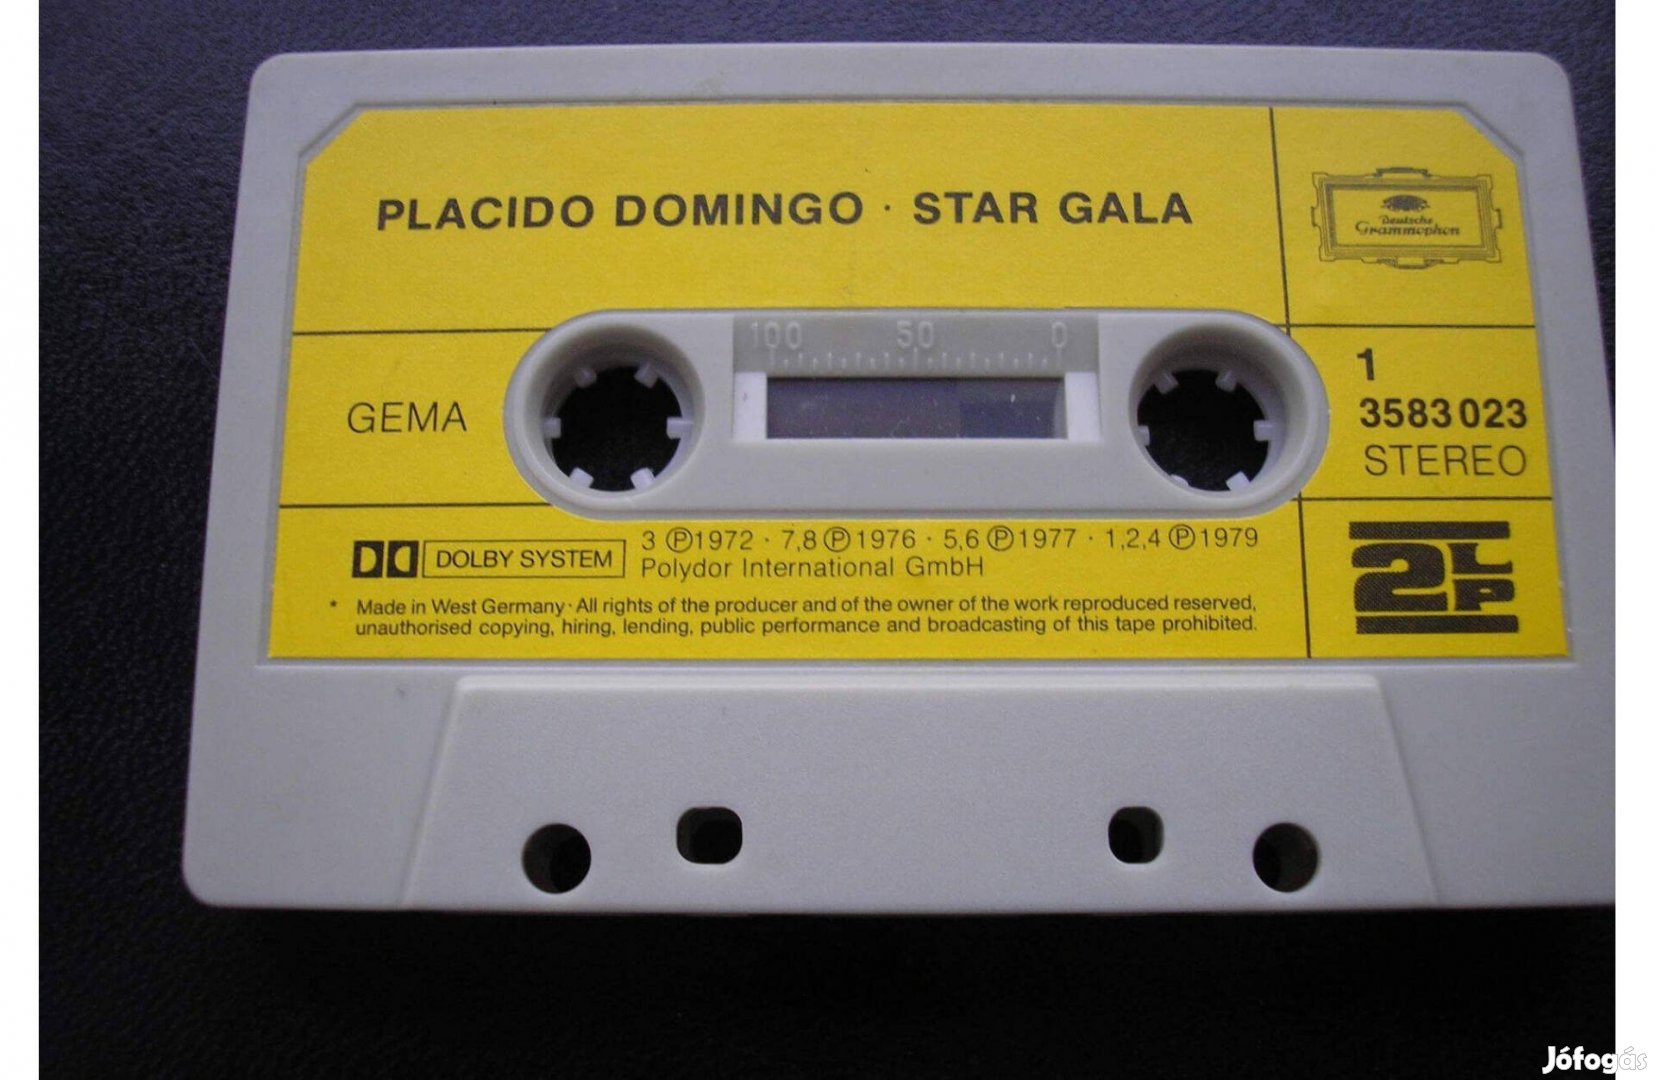 PLACIDO DOMINGO · STAR GALA
Deutsche
Grammophon
100 50 0
GEMA
1
3583 023
STEREO
DOLBY SYSTEM
3 Ⓟ 1972 · 7,8 Ⓟ 1976 · 5,6 Ⓟ 1977 · 1,2,4 Ⓟ 1979
Polydor International GmbH
* Made in West Germany · All rights of the producer and of the owner of the work reproduced reserved,
unauthorised copying, hiring, lending, public performance and broadcasting of this tape prohibited.
2LP
Jófogás